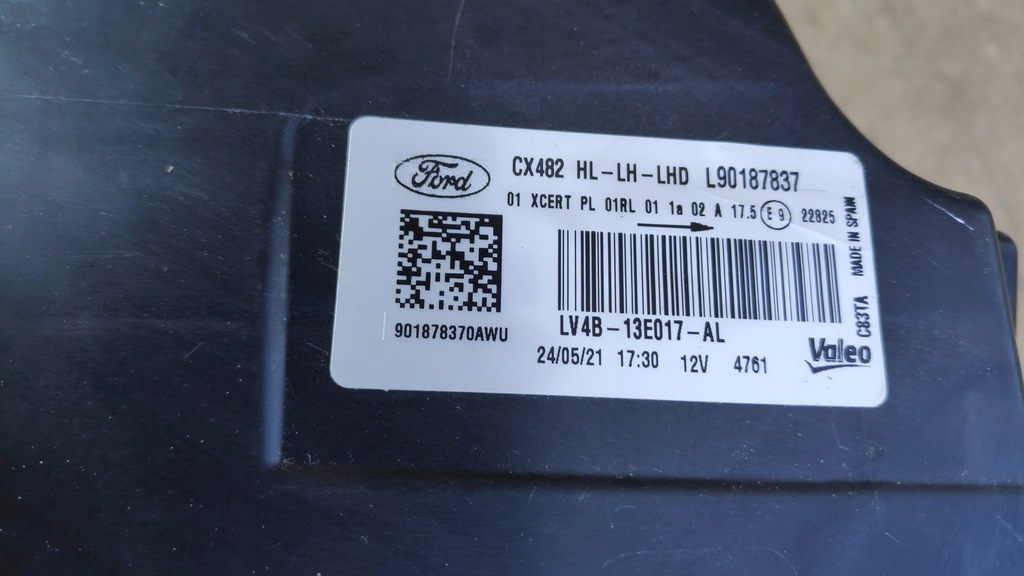 Ford
CX482 HL-LH-LHD L90187837
01 XCERT PL 01RL 01 1a 02 A 17.5 E9 22825
901878370AWU
LV4B-13E017-AL
24/05/21 17:30 12V 4761
Valeo
C83TA MADE IN SPAIN